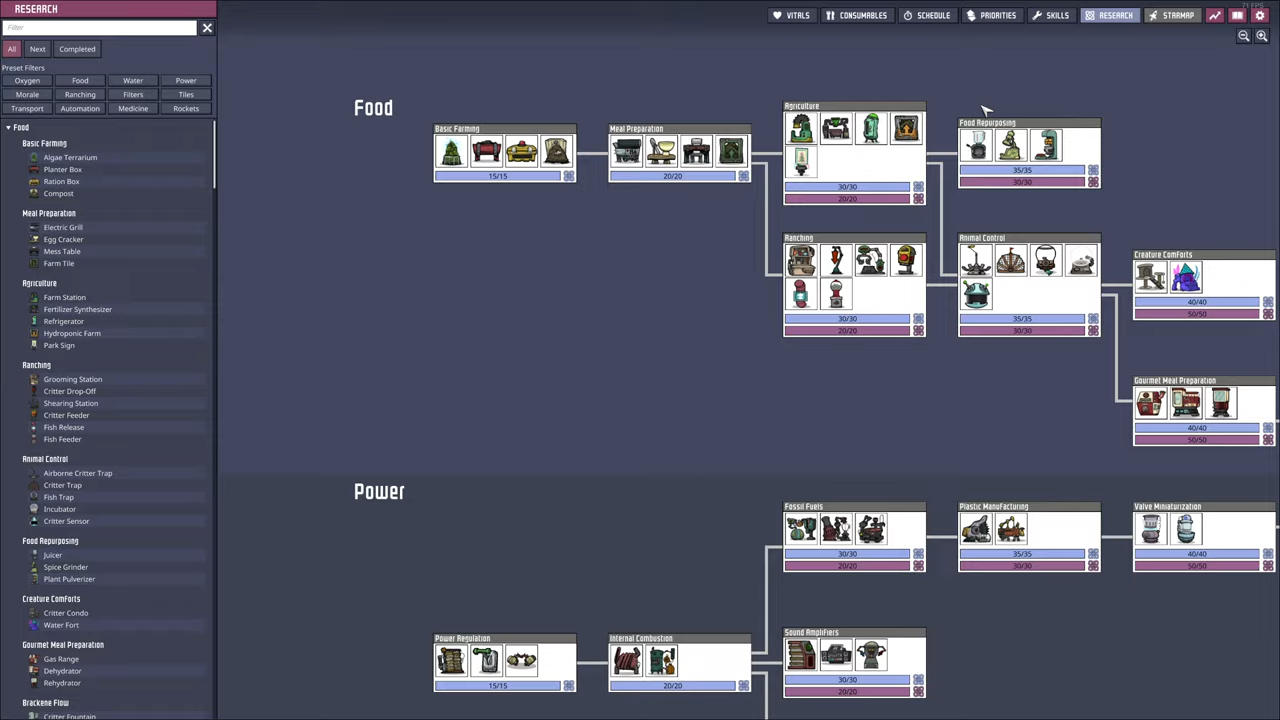 RESEARCH
71 FPS
VITALS
CONSUMABLES
SCHEDULE
PRIORITIES
SKILLS
RESEARCH
STARMAP
Filter
All
Next
Completed
Preset Filters
Oxygen
Food
Water
Power
Morale
Ranching
Filters
Tiles
Transport
Automation
Medicine
Rockets
Food
Basic Farming
Algae Terrarium
Planter Box
Ration Box
Compost
Meal Preparation
Electric Grill
Egg Cracker
Mess Table
Farm Tile
Agriculture
Farm Station
Fertilizer Synthesizer
Refrigerator
Hydroponic Farm
Park Sign
Ranching
Grooming Station
Critter Drop-Off
Shearing Station
Critter Feeder
Fish Release
Fish Feeder
Animal Control
Airborne Critter Trap
Critter Trap
Fish Trap
Incubator
Critter Sensor
Food Repurposing
Juicer
Spice Grinder
Plant Pulverizer
Creature Comforts
Critter Condo
Water Fort
Gourmet Meal Preparation
Gas Range
Dehydrator
Rehydrator
Brackene Flow
Critter Fountain
Food
Basic Farming
15/15
Meal Preparation
20/20
Agriculture
30/30
20/20
Food Repurposing
35/35
30/30
Ranching
30/30
20/20
Animal Control
35/35
30/30
Creature Comforts
40/40
50/50
Gourmet Meal Preparation
40/40
50/50
Power
Fossil Fuels
30/30
20/20
Plastic Manufacturing
35/35
30/30
Valve Miniaturization
40/40
50/50
Power Regulation
15/15
Internal Combustion
20/20
Sound Amplifiers
30/30
20/20